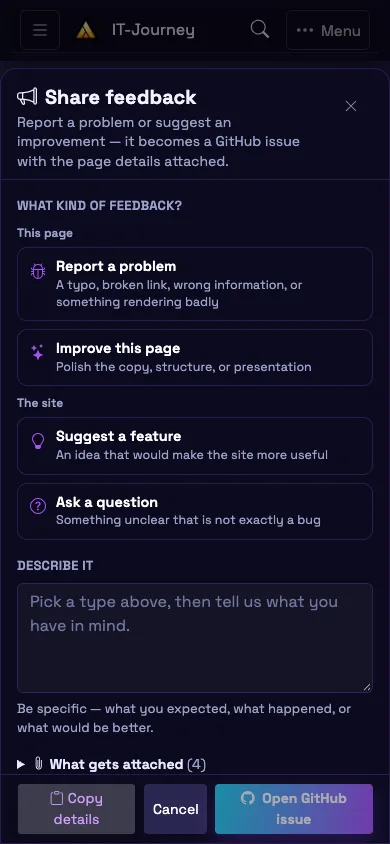 IT-Journey
Menu
Share feedback
Report a problem or suggest an
improvement — it becomes a GitHub issue
with the page details attached.
WHAT KIND OF FEEDBACK?
This page
Report a problem
A typo, broken link, wrong information, or
something rendering badly
Improve this page
Polish the copy, structure, or presentation
The site
Suggest a feature
An idea that would make the site more useful
Ask a question
Something unclear that is not exactly a bug
DESCRIBE IT
Pick a type above, then tell us what you
have in mind.
Be specific — what you expected, what happened, or
what would be better.
What gets attached (4)
Copy
details
Cancel
Open GitHub
issue